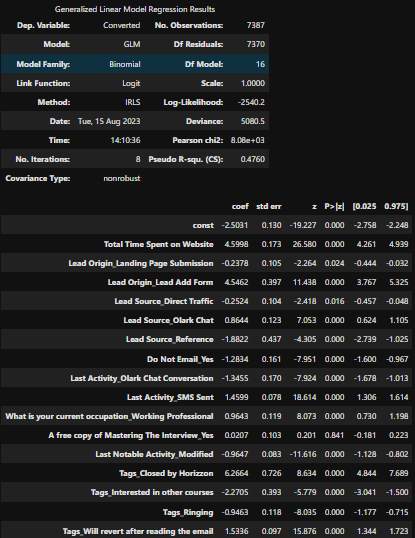 Generalized Linear Model Regression Results
Dep. Variable: Converted No. Observations: 7387
Model: GLM Df Residuals: 7370
Model Family: Binomial Df Model: 16
Link Function: Logit Scale: 1.0000
Method: IRLS Log-Likelihood: -2540.2
Date: Tue, 15 Aug 2023 Deviance: 5080.5
Time: 14:10:36 Pearson chi2: 8.08e+03
No. Iterations: 8 Pseudo R-squ. (CS): 0.4760
Covariance Type: nonrobust
coef std err z P>|z| [0.025 0.975]
const -2.5031 0.130 -19.227 0.000 -2.758 -2.248
Total Time Spent on Website 4.5998 0.173 26.580 0.000 4.261 4.939
Lead Origin_Landing Page Submission -0.2378 0.105 -2.264 0.024 -0.444 -0.032
Lead Origin_Lead Add Form 4.5462 0.397 11.438 0.000 3.767 5.325
Lead Source_Direct Traffic -0.2524 0.104 -2.418 0.016 -0.457 -0.048
Lead Source_Olark Chat 0.8644 0.123 7.053 0.000 0.624 1.105
Lead Source_Reference -1.8822 0.437 -4.305 0.000 -2.739 -1.025
Do Not Email_Yes -1.2834 0.161 -7.951 0.000 -1.600 -0.967
Last Activity_Olark Chat Conversation -1.3455 0.170 -7.924 0.000 -1.678 -1.013
Last Activity_SMS Sent 1.4599 0.078 18.614 0.000 1.306 1.614
What is your current occupation_Working Professional 0.9643 0.119 8.073 0.000 0.730 1.198
A free copy of Mastering The Interview_Yes 0.0207 0.103 0.201 0.841 -0.181 0.223
Last Notable Activity_Modified -0.9647 0.083 -11.616 0.000 -1.128 -0.802
Tags_Closed by Horizzon 6.2664 0.726 8.634 0.000 4.844 7.689
Tags_Interested in other courses -2.2705 0.393 -5.779 0.000 -3.041 -1.500
Tags_Ringing -0.9463 0.118 -8.035 0.000 -1.177 -0.715
Tags_Will revert after reading the email 1.5336 0.097 15.876 0.000 1.344 1.723